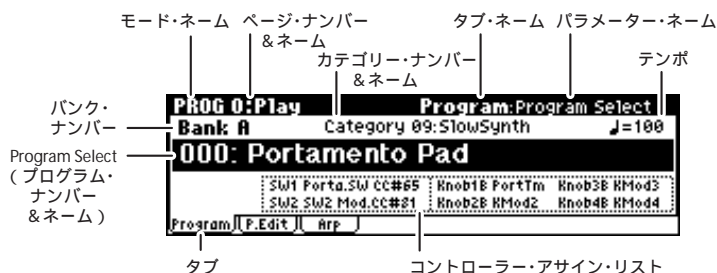 モード・ネーム ページ・ナンバー
&ネーム タブ・ネーム パラメーター・ネーム
カテゴリー・ナンバー
&ネーム テンポ
バンク・
ナンバー
PROG 0:Play Program:Program Select
Bank A Category 09:SlowSynth ♩=100
Program Select
(プログラム・
ナンバー
&ネーム)
000: Portamento Pad
SW1 Porta.SW CC#65 Knob1B PortTm Knob3B KMod3
SW2 SW2 Mod.CC#81 Knob2B KMod2 Knob4B KMod4
Program P.Edit Arp
タブ コントローラー・アサイン・リスト